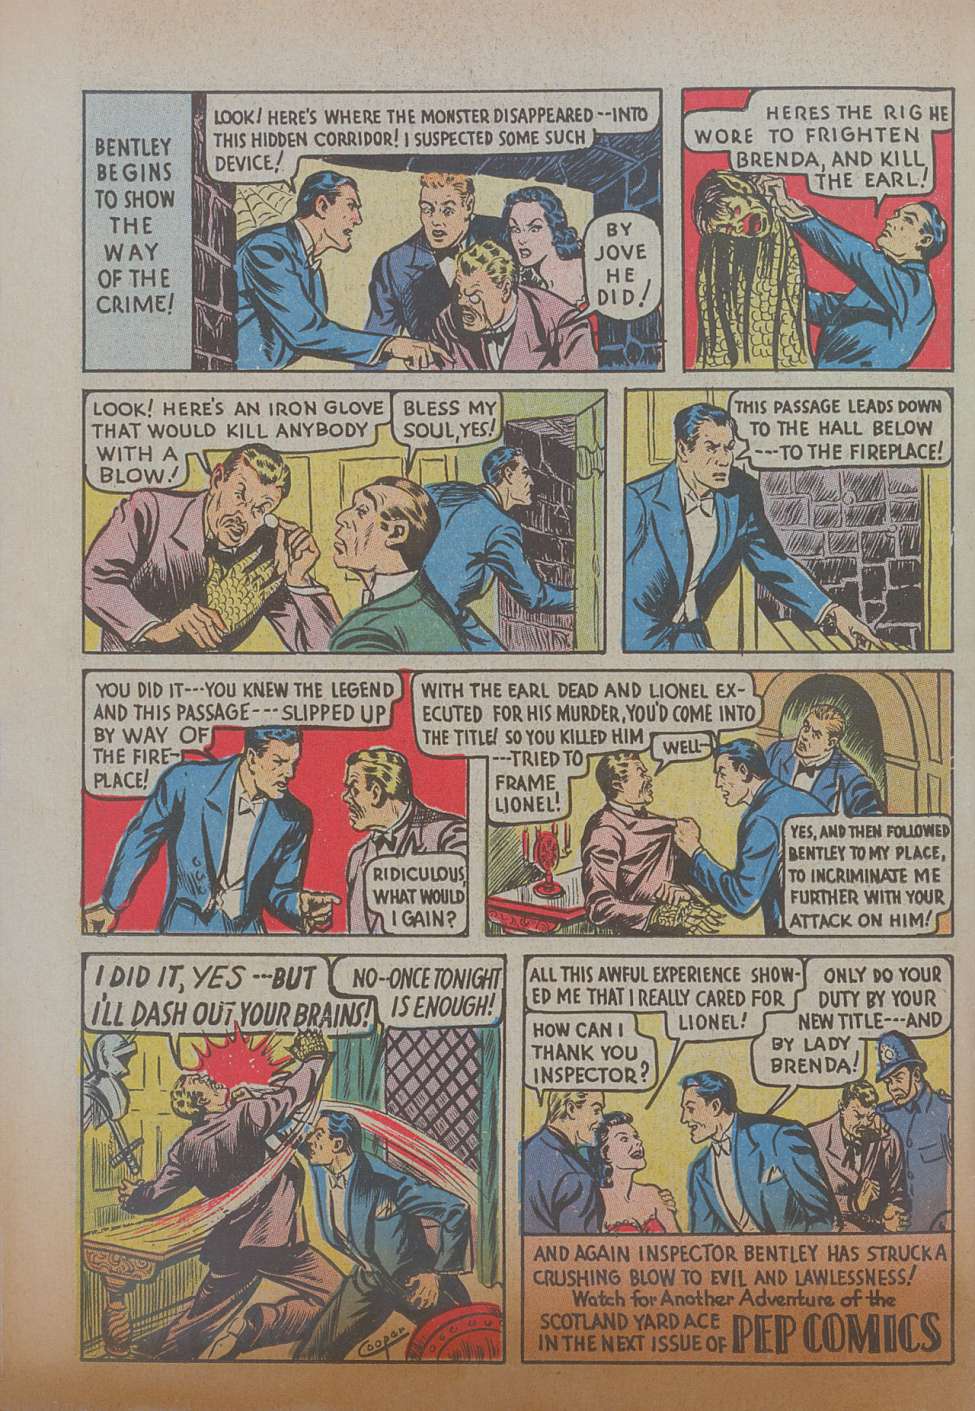 BENTLEY
BEGINS
TO SHOW
THE
WAY
OF THE
CRIME!
LOOK! HERE'S WHERE THE MONSTER DISAPPEARED--INTO
THIS HIDDEN CORRIDOR! I SUSPECTED SOME SUCH
DEVICE!
BY
JOVE
HE
DID!
HERES THE RIG HE
WORE TO FRIGHTEN
BRENDA, AND KILL
THE EARL!
LOOK! HERE'S AN IRON GLOVE
THAT WOULD KILL ANYBODY
WITH A
BLOW!
BLESS MY
SOUL, YES!
THIS PASSAGE LEADS DOWN
TO THE HALL BELOW
---TO THE FIREPLACE!
YOU DID IT---YOU KNEW THE LEGEND
AND THIS PASSAGE---SLIPPED UP
BY WAY OF
THE FIRE-
PLACE!
RIDICULOUS,
WHAT WOULD
I GAIN?
WITH THE EARL DEAD AND LIONEL EX-
ECUTED FOR HIS MURDER, YOU'D COME INTO
THE TITLE! SO YOU KILLED HIM
---TRIED TO
FRAME
LIONEL!
WELL-
YES, AND THEN FOLLOWED
BENTLEY TO MY PLACE,
TO INCRIMINATE ME
FURTHER WITH YOUR
ATTACK ON HIM!
I DID IT, YES---BUT
I'LL DASH OUT YOUR BRAINS!
NO--ONCE TONIGHT
IS ENOUGH!
Cooper
ALL THIS AWFUL EXPERIENCE SHOW-
ED ME THAT I REALLY CARED FOR
LIONEL!
HOW CAN I
THANK YOU
INSPECTOR?
ONLY DO YOUR
DUTY BY YOUR
NEW TITLE---AND
BY LADY
BRENDA!
AND AGAIN INSPECTOR BENTLEY HAS STRUCK A
CRUSHING BLOW TO EVIL AND LAWLESSNESS!
Watch for Another Adventure of the
SCOTLAND YARD ACE
IN THE NEXT ISSUE OF PEP COMICS